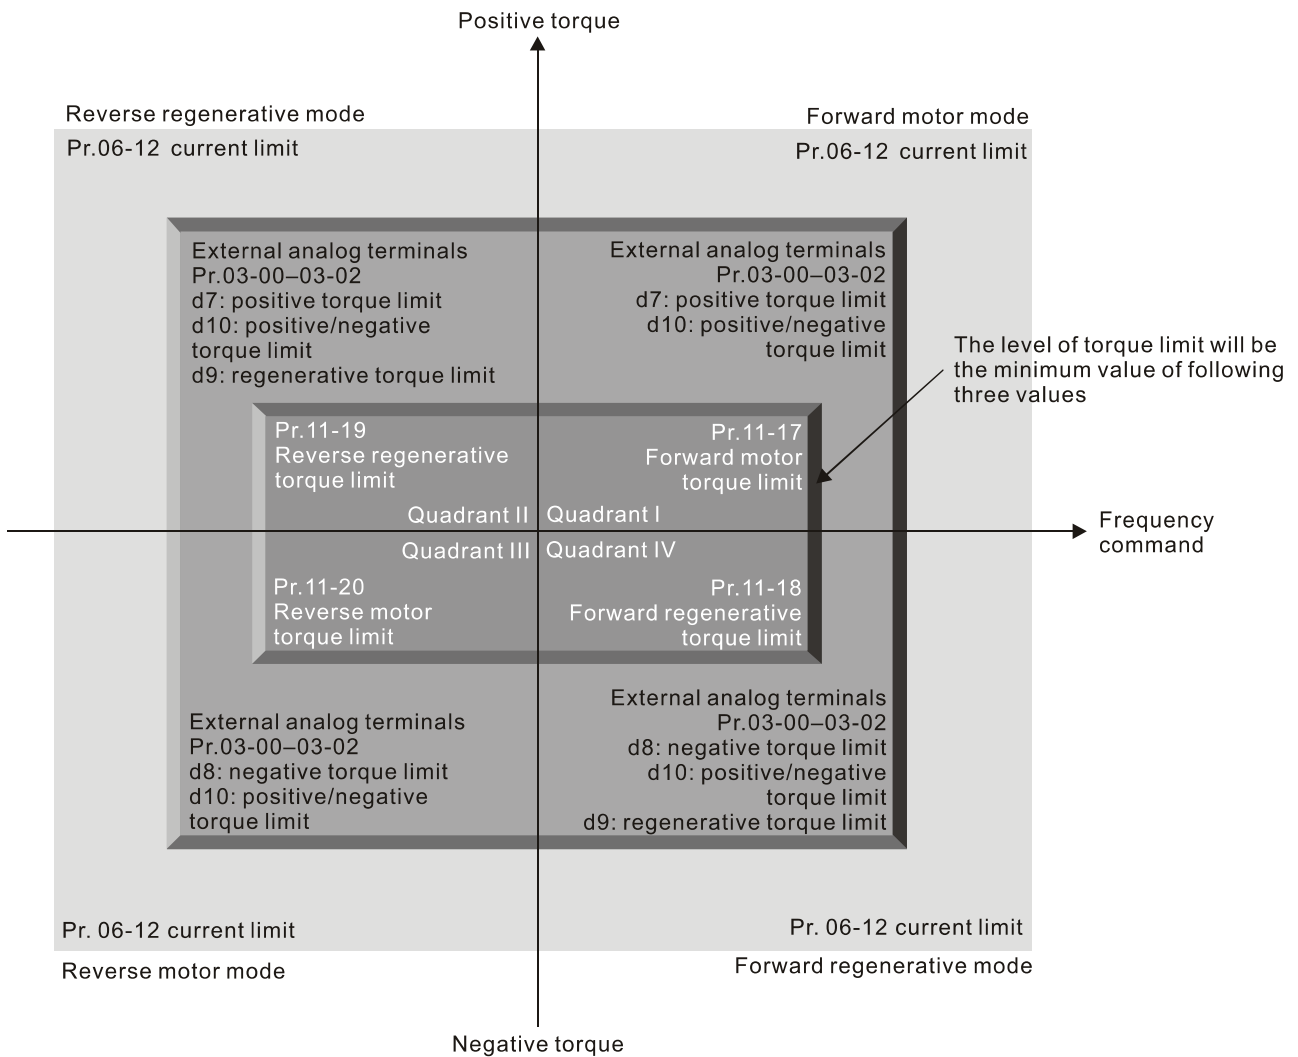 Positive torque
Reverse regenerative mode
Forward motor mode
Pr.06-12 current limit
Pr.06-12 current limit
External analog terminals
Pr.03-00–03-02
d7: positive torque limit
d10: positive/negative
torque limit
d9: regenerative torque limit
External analog terminals
Pr.03-00–03-02
d7: positive torque limit
d10: positive/negative
torque limit
The level of torque limit will be
the minimum value of following
three values
Pr.11-19
Reverse regenerative
torque limit
Pr.11-17
Forward motor
torque limit
Quadrant II
Quadrant I
Frequency
command
Quadrant III
Quadrant IV
Pr.11-20
Reverse motor
torque limit
Pr.11-18
Forward regenerative
torque limit
External analog terminals
Pr.03-00–03-02
d8: negative torque limit
d10: positive/negative
torque limit
External analog terminals
Pr.03-00–03-02
d8: negative torque limit
d10: positive/negative
torque limit
d9: regenerative torque limit
Pr. 06-12 current limit
Pr. 06-12 current limit
Reverse motor mode
Forward regenerative mode
Negative torque